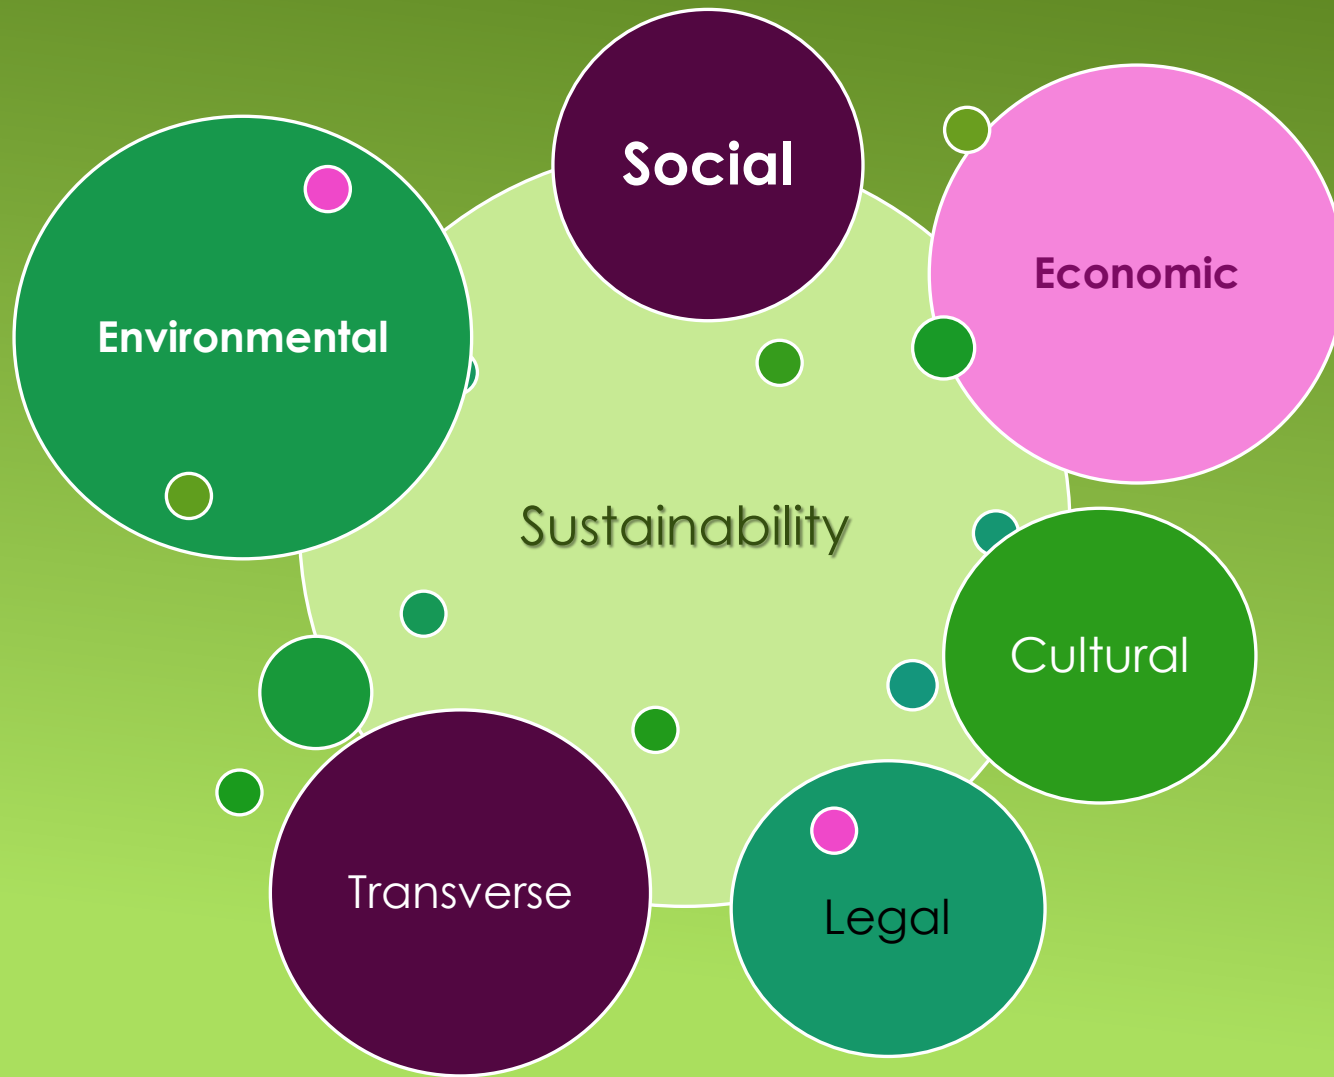 Social
Economic
Environmental
Sustainability
Cultural
Transverse
Legal